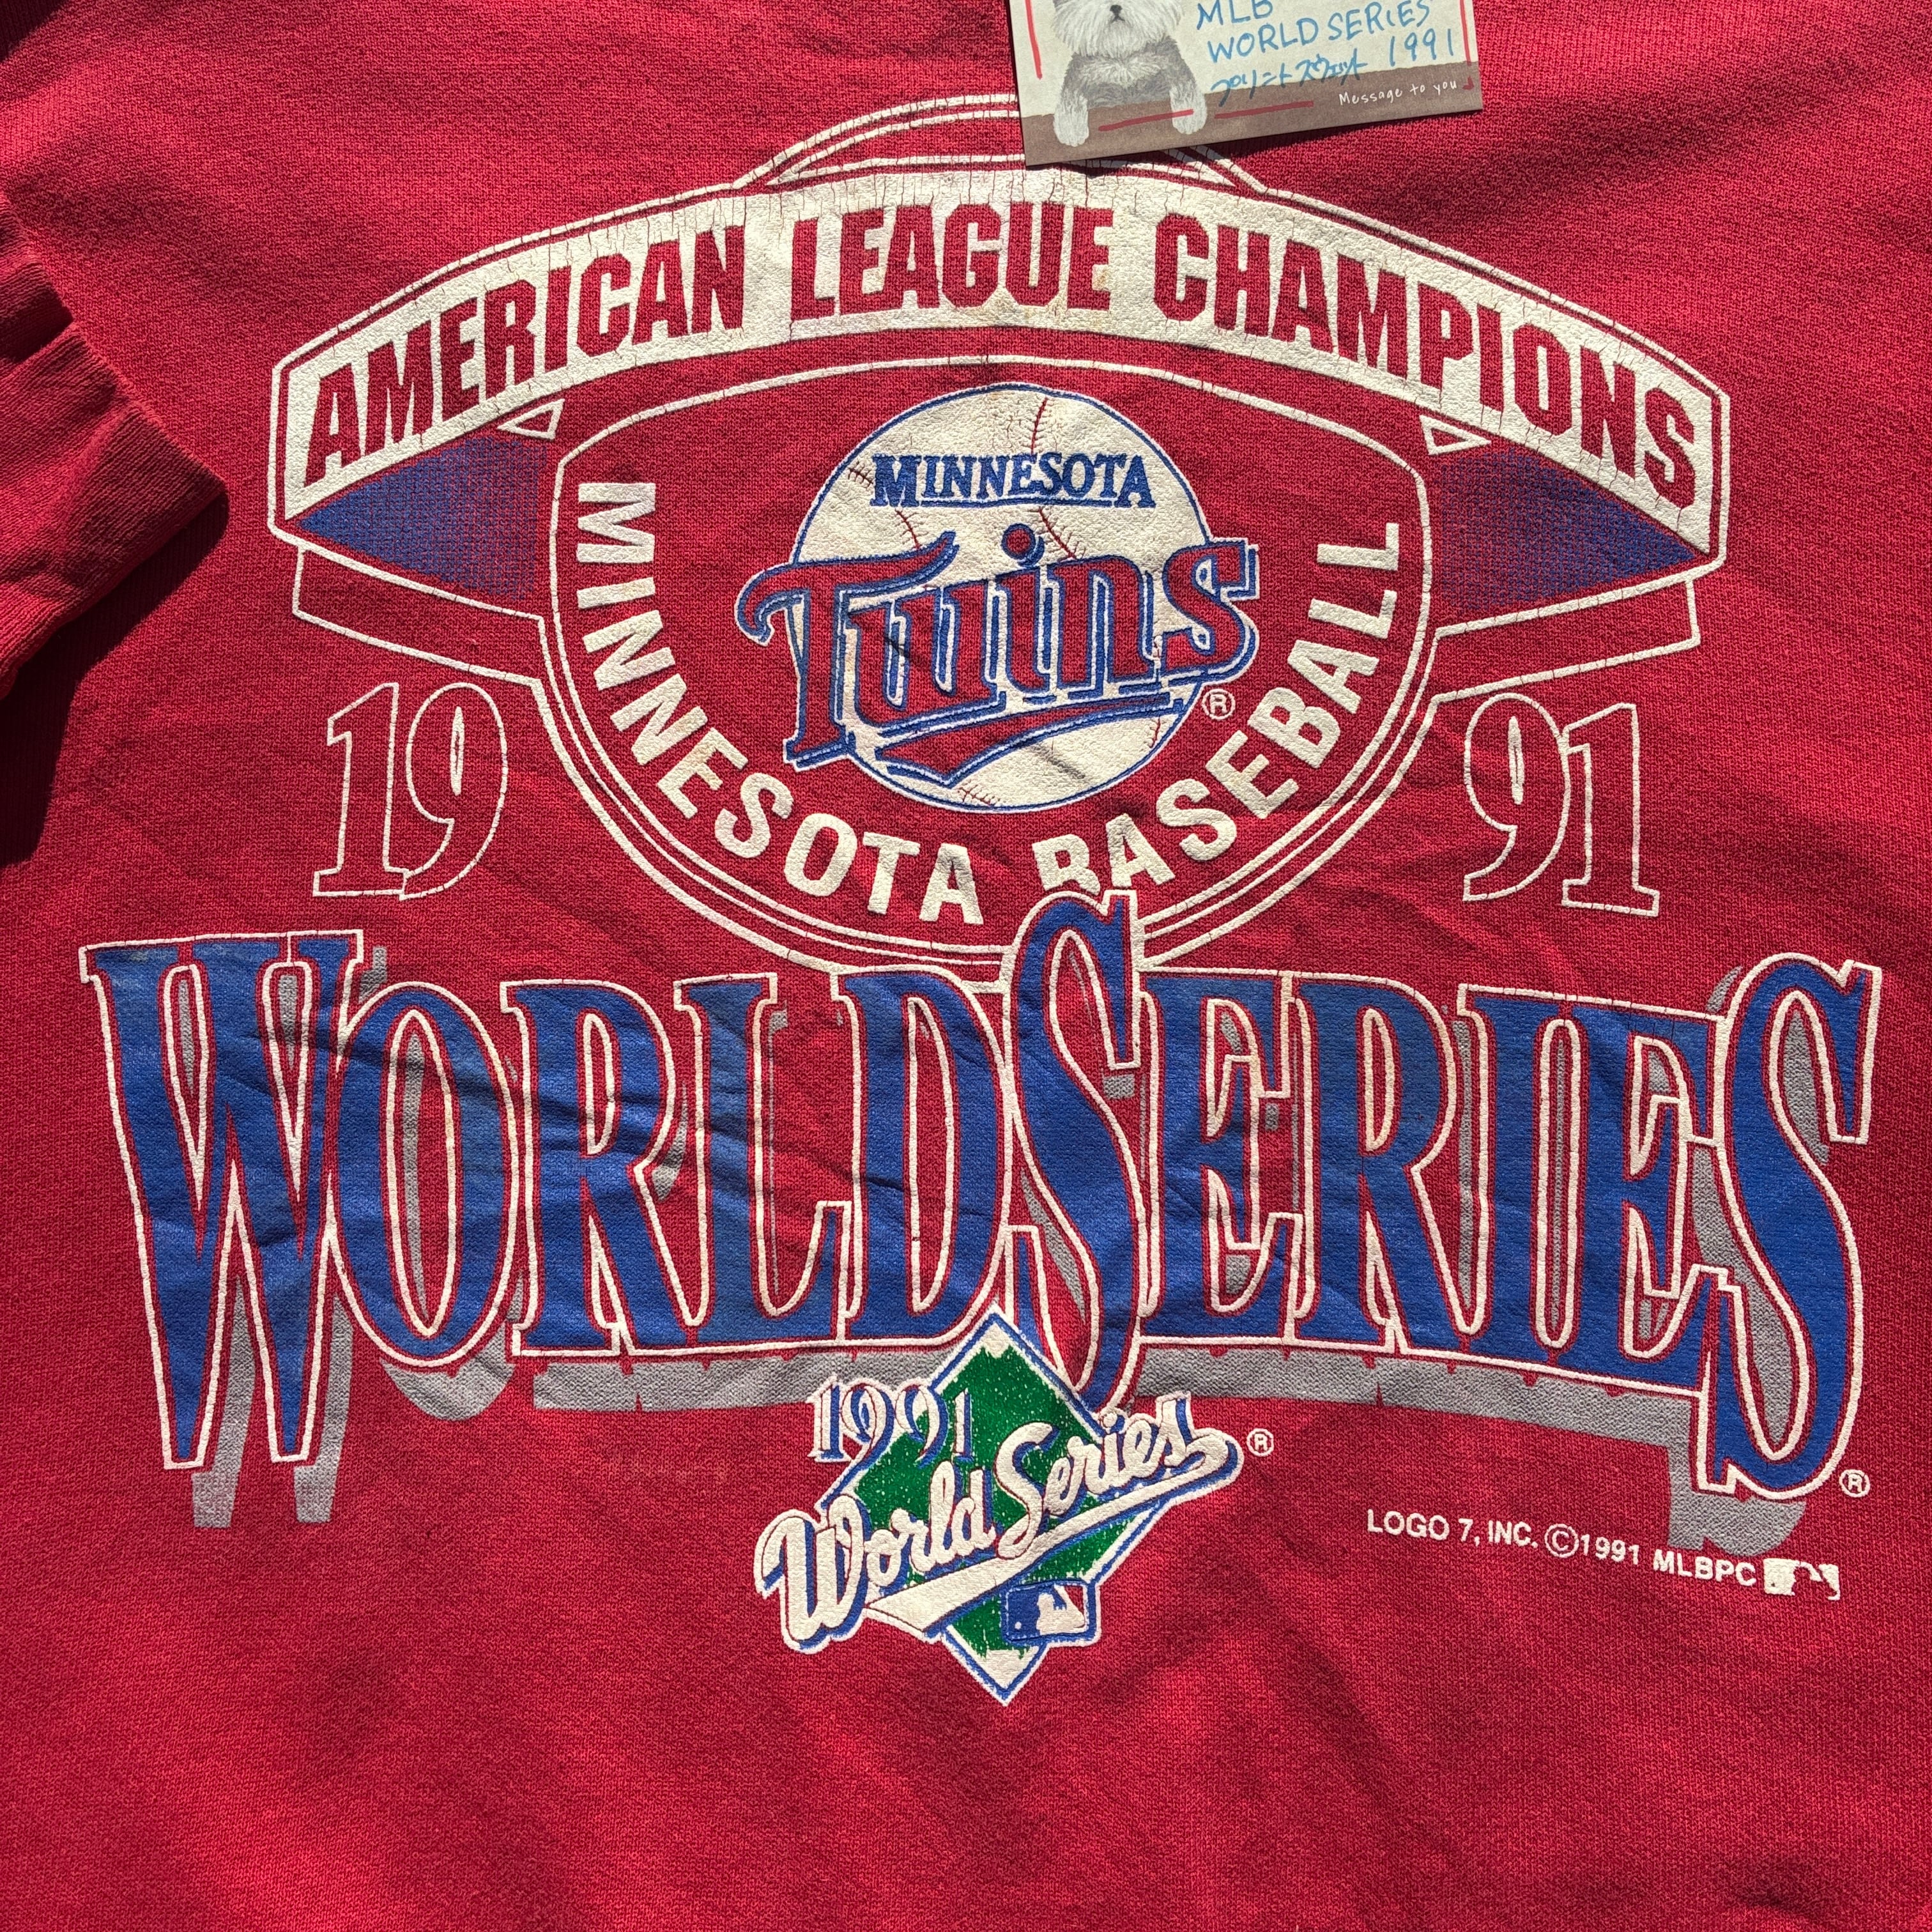 MLB
WORLD SERIES
プリントスウェット 1991
Message to you
AMERICAN LEAGUE CHAMPIONS
MINNESOTA
Twins
®
MINNESOTA BASEBALL
19 91
WORLD SERIES
®
1991
World Series
®
LOGO 7, INC. ©1991 MLBPC